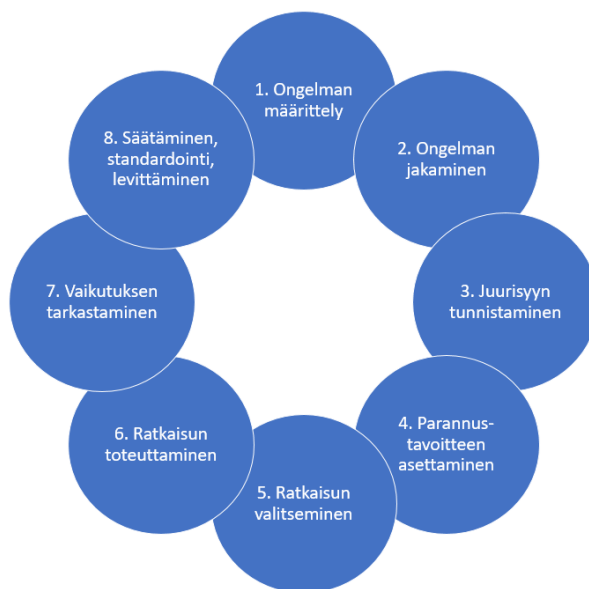 1. Ongelman
määrittely
2. Ongelman
jakaminen
3. Juurisyyn
tunnistaminen
4. Parannus-
tavoitteen
asettaminen
5. Ratkaisun
valitseminen
6. Ratkaisun
toteuttaminen
7. Vaikutuksen
tarkastaminen
8. Säätäminen,
standardointi,
levittäminen